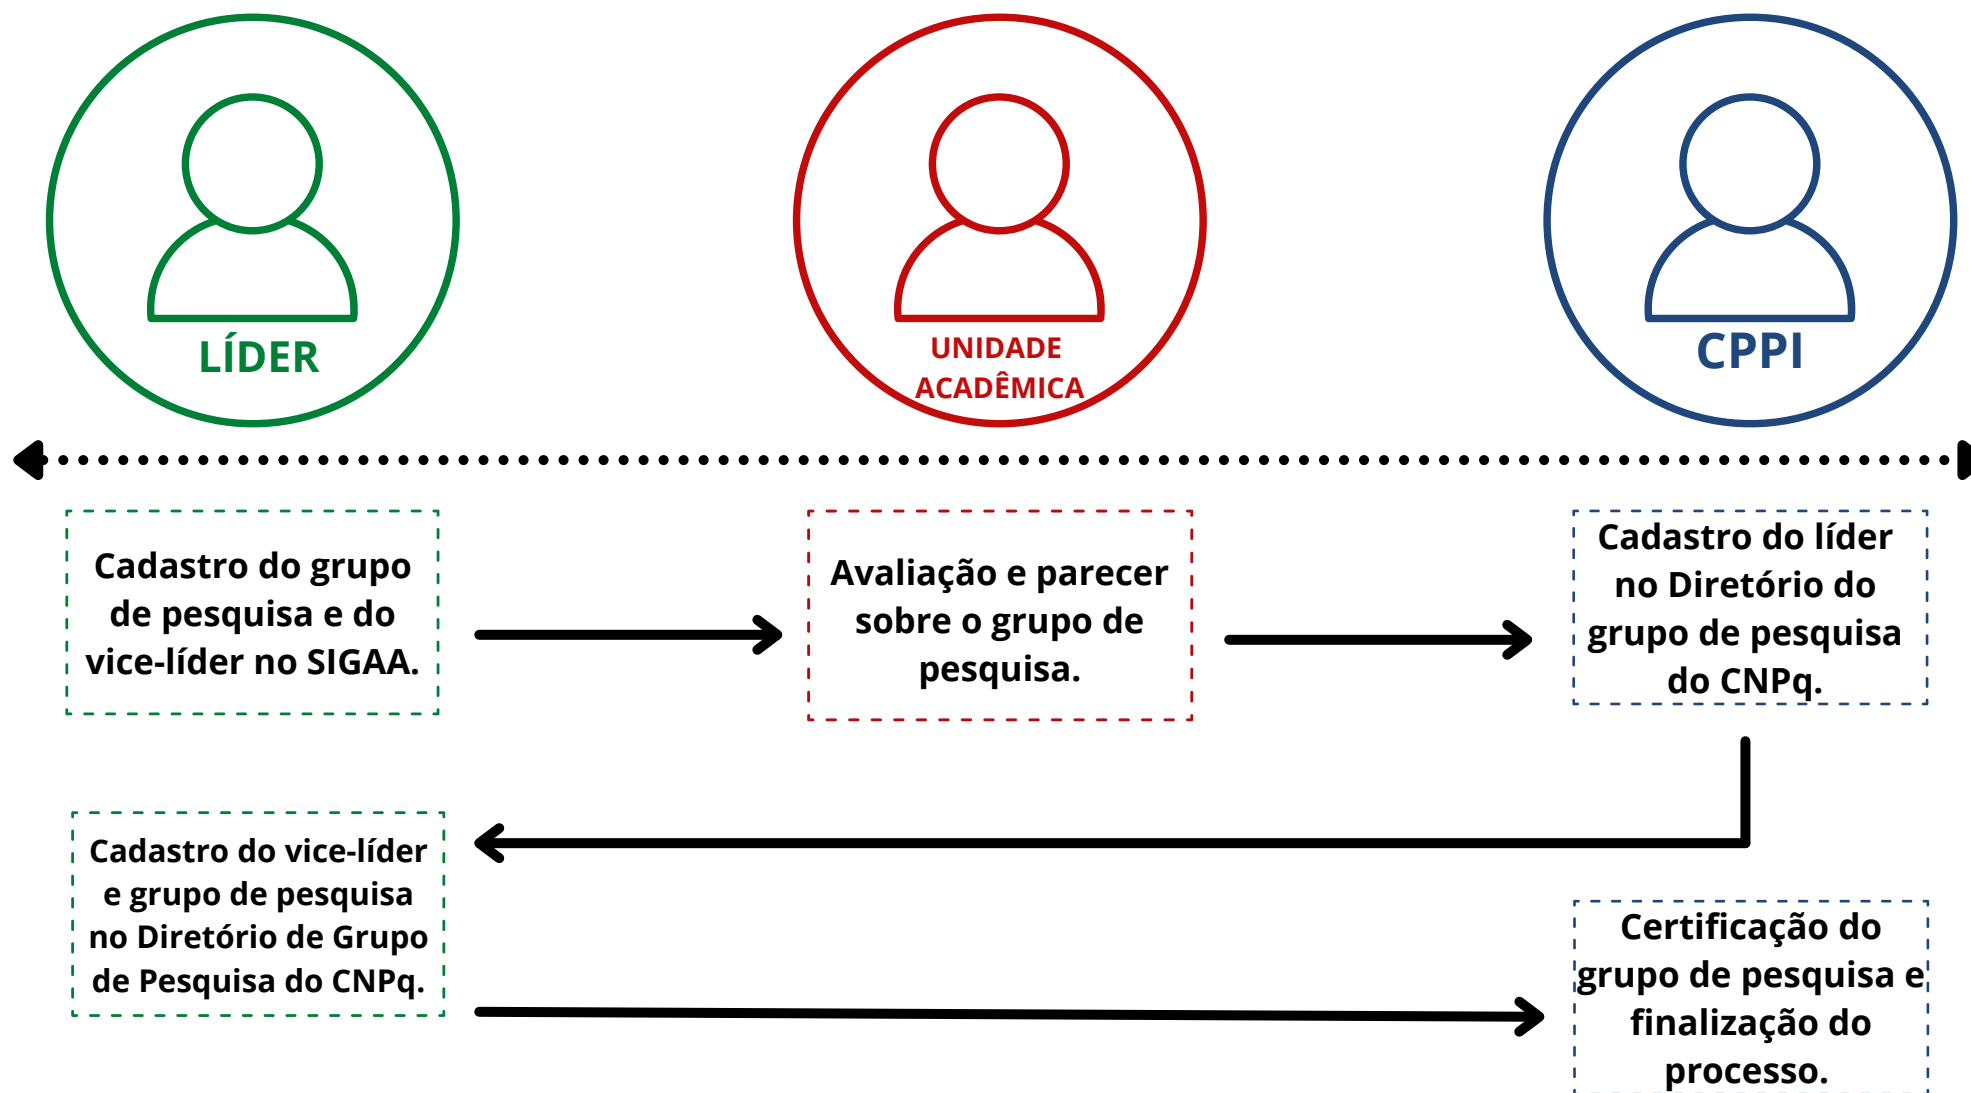 LÍDER
UNIDADE
ACADÊMICA
CPPI
Cadastro do grupo
de pesquisa e do
vice-líder no SIGAA.
Avaliação e parecer
sobre o grupo de
pesquisa.
Cadastro do líder
no Diretório do
grupo de pesquisa
do CNPq.
Cadastro do vice-líder
e grupo de pesquisa
no Diretório de Grupo
de Pesquisa do CNPq.
Certificação do
grupo de pesquisa e
finalização do
processo.